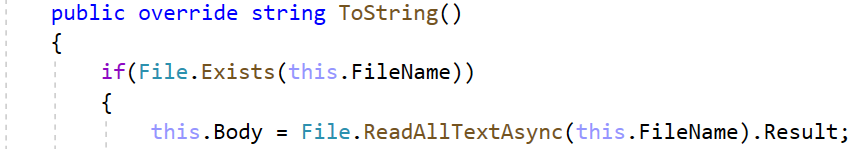 public override string ToString()
{
if(File.Exists(this.FileName))
{
this.Body = File.ReadAllTextAsync(this.FileName).Result;